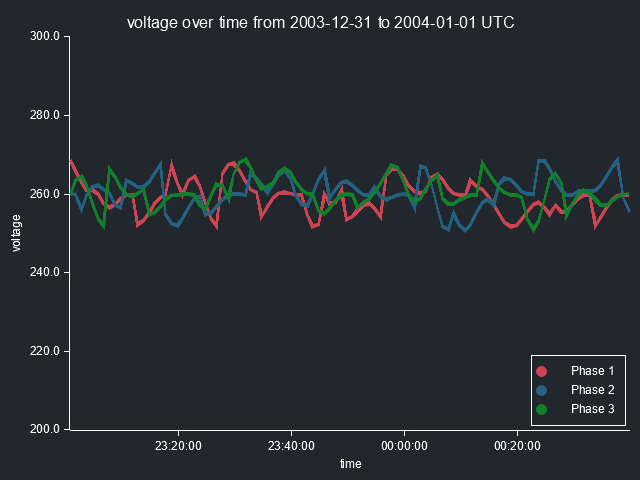 voltage over time from 2003-12-31 to 2004-01-01 UTC
300.0
280.0
260.0
240.0
220.0
200.0
voltage
23:20:00
23:40:00
00:00:00
00:20:00
time
Phase 1
Phase 2
Phase 3